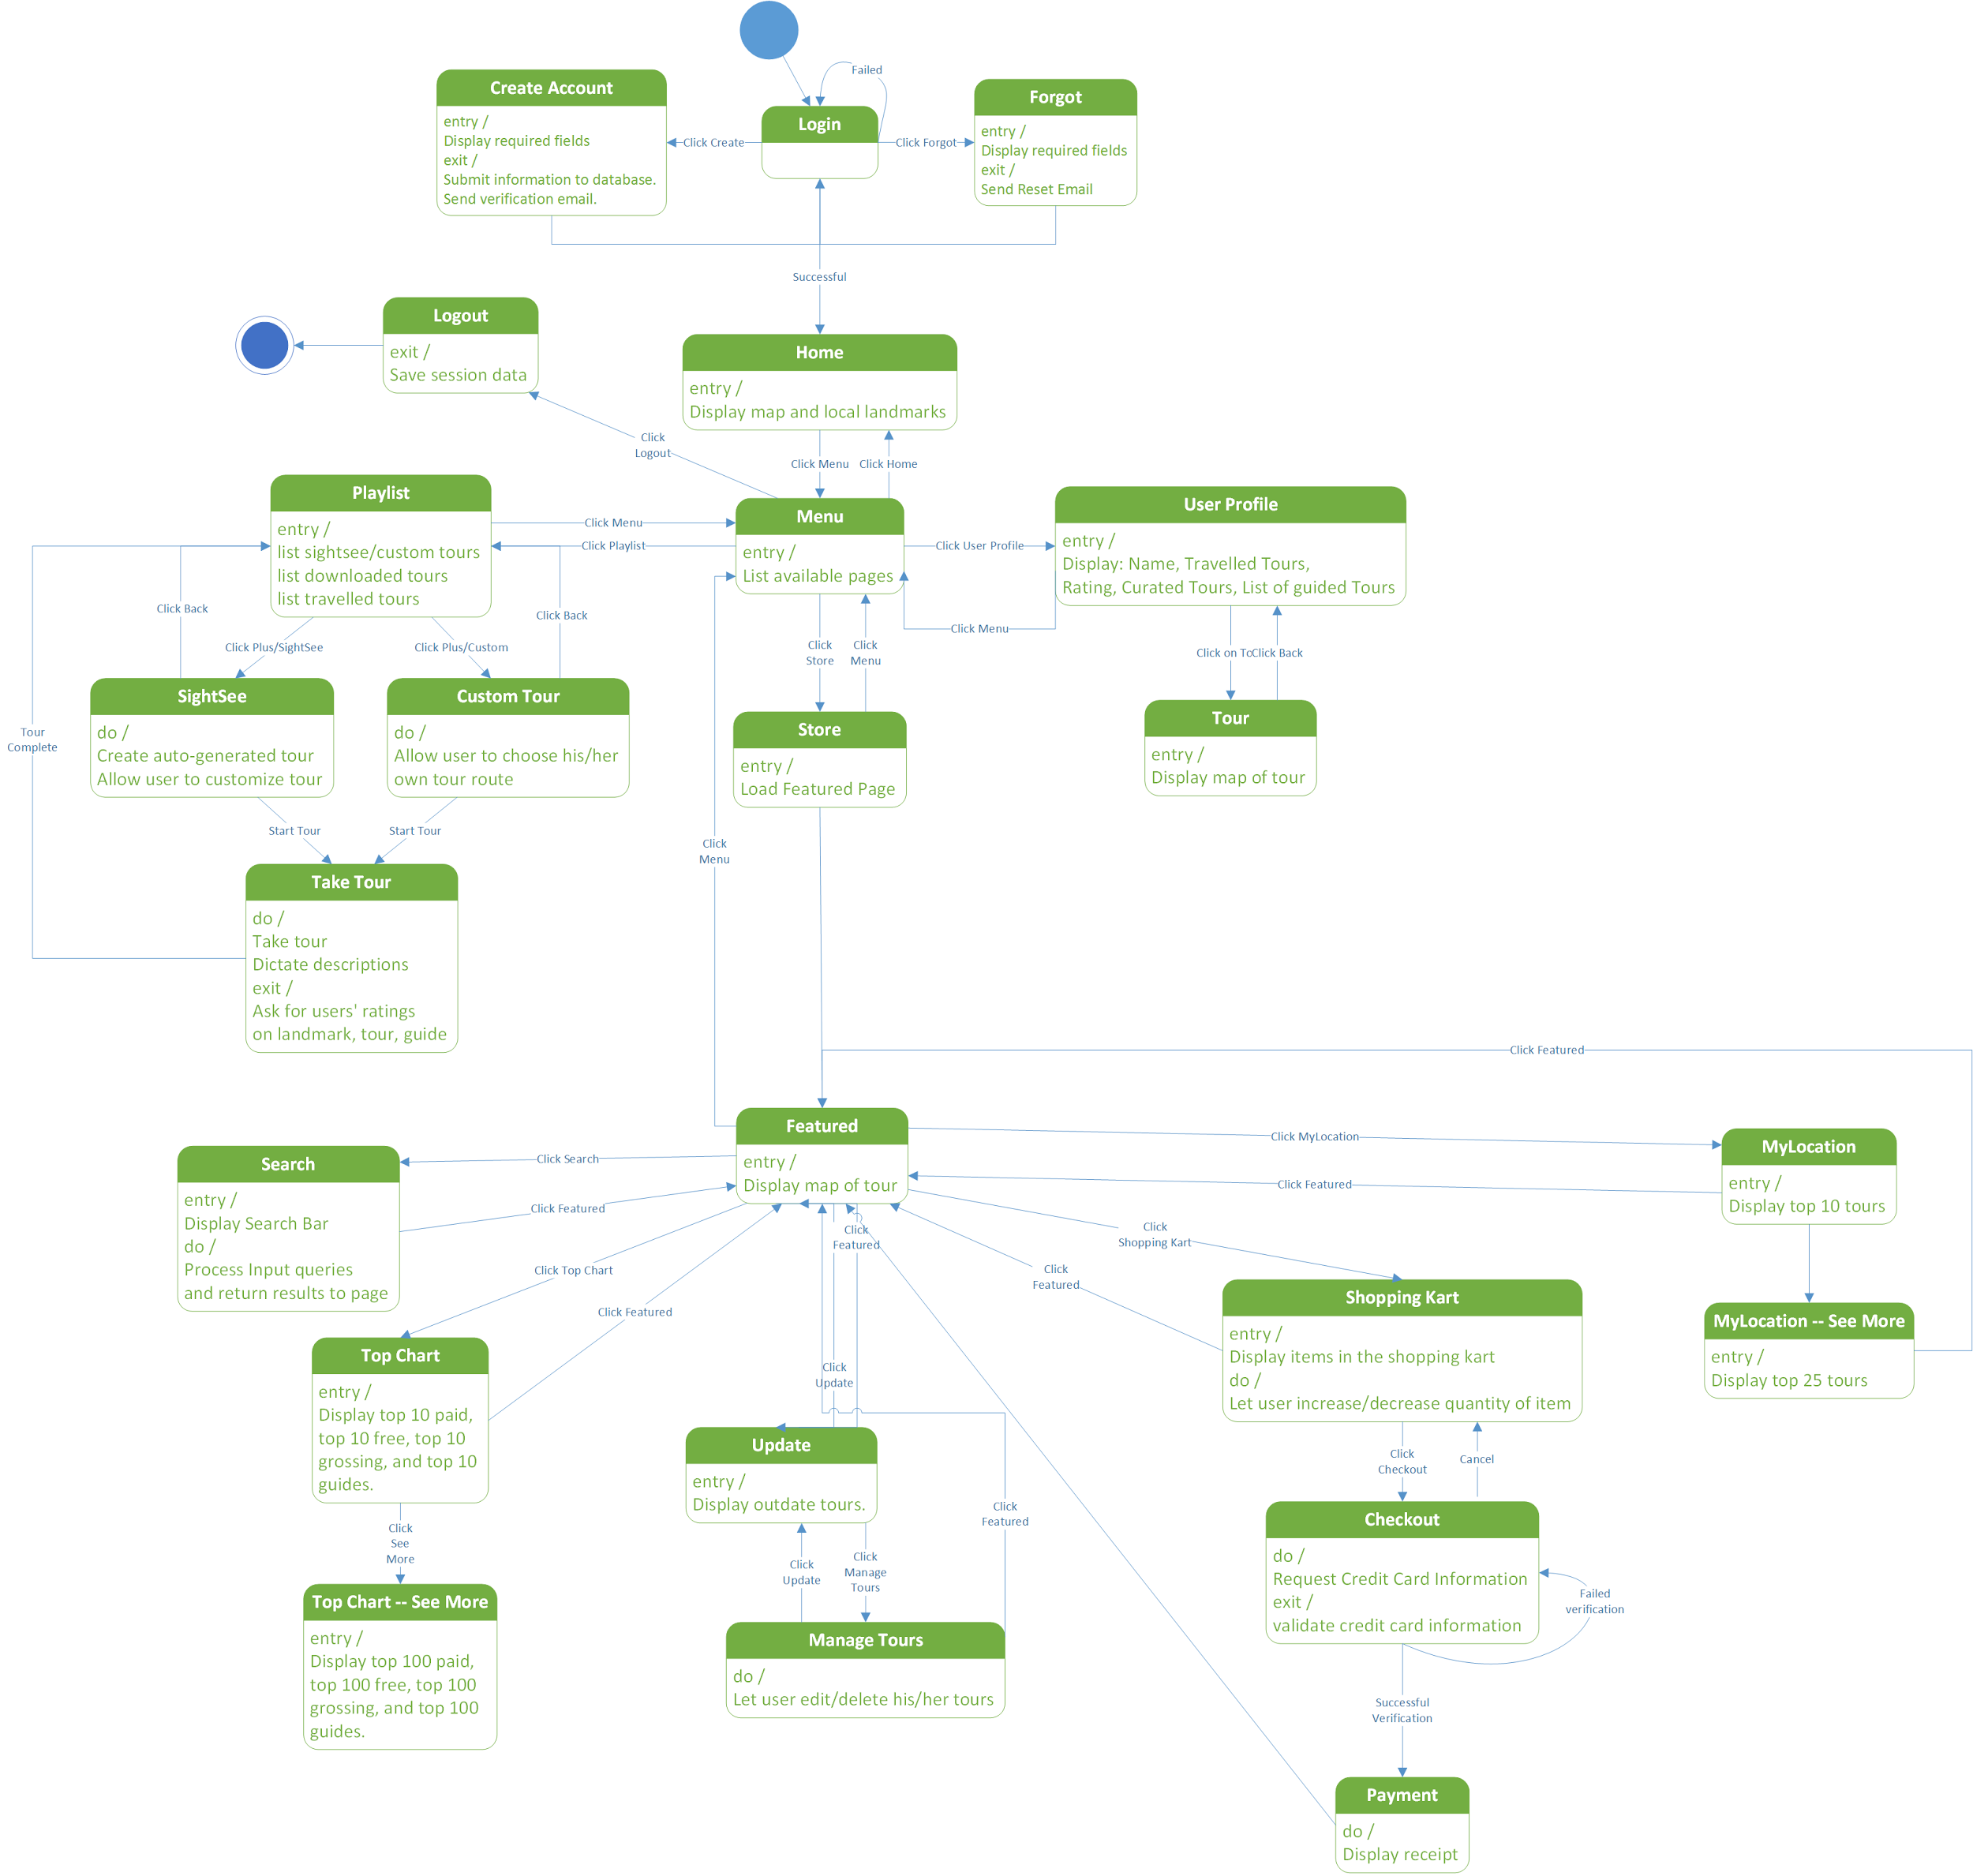 Failed
Create Account
entry /
Display required fields
exit /
Submit information to database.
Send verification email.
Click Create
Login
Click Forgot
Forgot
entry /
Display required fields
exit /
Send Reset Email
Successful
Logout
exit /
Save session data
Home
entry /
Display map and local landmarks
Click
Logout
Click Menu
Click Home
Playlist
entry /
list sightsee/custom tours
list downloaded tours
list travelled tours
Click Menu
Click Playlist
Menu
entry /
List available pages
Click User Profile
User Profile
entry /
Display: Name, Travelled Tours,
Rating, Curated Tours, List of guided Tours
Click Menu
Click Back
Click Back
Click Plus/SightSee
Click Plus/Custom
Click
Store
Click
Menu
Click on To
Click Back
SightSee
do /
Create auto-generated tour
Allow user to customize tour
Custom Tour
do /
Allow user to choose his/her
own tour route
Store
entry /
Load Featured Page
Tour
entry /
Display map of tour
Tour
Complete
Start Tour
Start Tour
Click
Menu
Take Tour
do /
Take tour
Dictate descriptions
exit /
Ask for users' ratings
on landmark, tour, guide
Click Featured
Featured
entry /
Display map of tour
Click MyLocation
MyLocation
entry /
Display top 10 tours
Click Search
Click Featured
Search
entry /
Display Search Bar
do /
Process Input queries
and return results to page
Click Featured
Click
Featured
Click
Shopping Kart
Click Top Chart
Click
Featured
Click Featured
Shopping Kart
entry /
Display items in the shopping kart
do /
Let user increase/decrease quantity of item
MyLocation -- See More
entry /
Display top 25 tours
Top Chart
entry /
Display top 10 paid,
top 10 free, top 10
grossing, and top 10
guides.
Click
Update
Update
entry /
Display outdate tours.
Click
Checkout
Cancel
Click
See
More
Click
Featured
Checkout
do /
Request Credit Card Information
exit /
validate credit card information
Failed
verification
Click
Update
Click
Manage
Tours
Top Chart -- See More
entry /
Display top 100 paid,
top 100 free, top 100
grossing, and top 100
guides.
Manage Tours
do /
Let user edit/delete his/her tours
Successful
Verification
Payment
do /
Display receipt